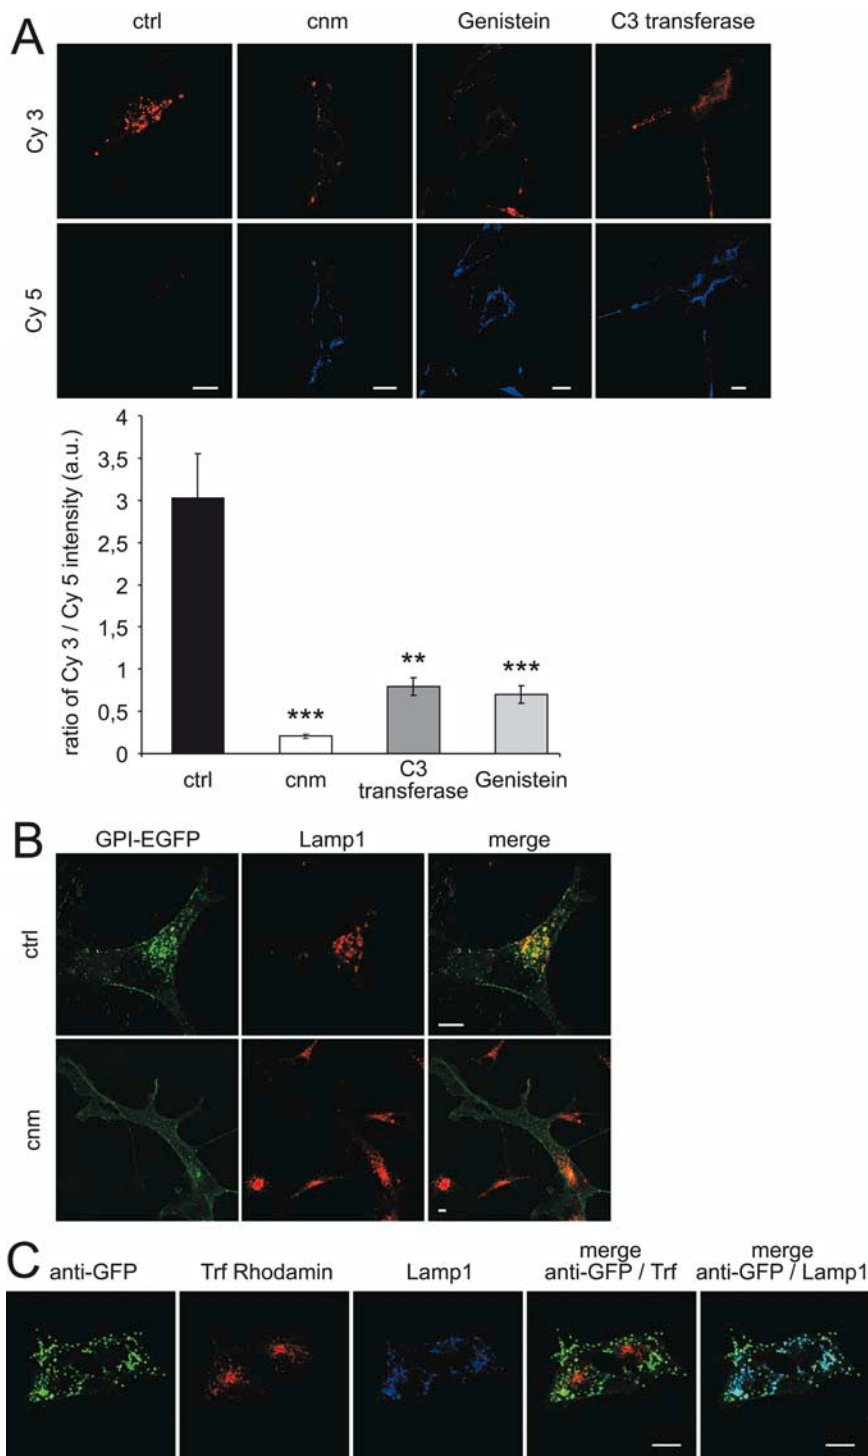 A
ctrl cnm Genistein C3 transferase
Cy 3
Cy 5
ratio of Cy 3 / Cy 5 intensity (a.u.)
4
3,5
3
2,5
2
1,5
1
0,5
0
***
**
***
ctrl cnm C3 transferase Genistein
B
GPI-EGFP Lamp1 merge
ctrl
cnm
C
anti-GFP Trf Rhodamin Lamp1 merge anti-GFP / Trf merge anti-GFP / Lamp1